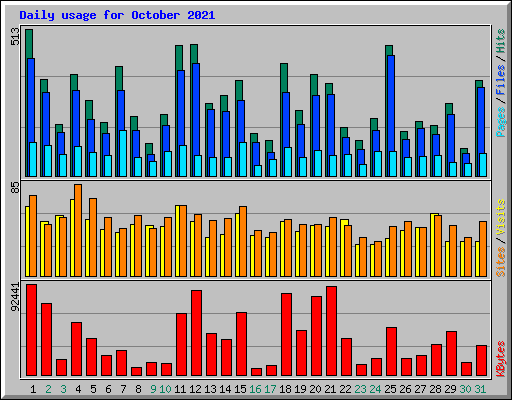 Daily usage for October 2021
513
Pages / Files / Hits
85
Sites / Visits
92441
KBytes
1 2 3 4 5 6 7 8 9 10 11 12 13 14 15 16 17 18 19 20 21 22 23 24 25 26 27 28 29 30 31